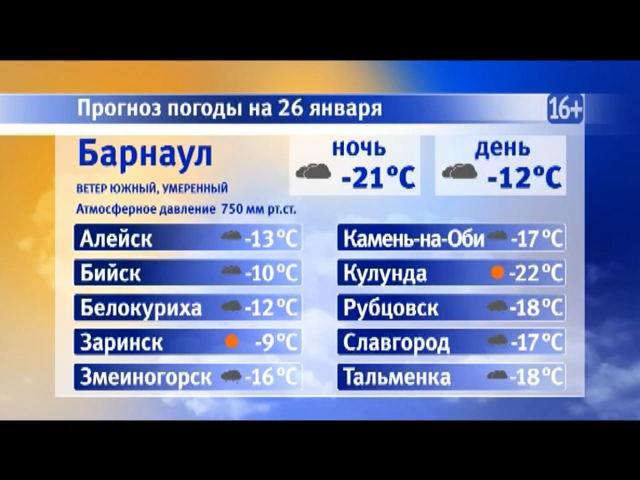 Прогноз погоды на 26 января
16+
Барнаул
ночь
-21°C
день
-12°C
ВЕТЕР ЮЖНЫЙ, УМЕРЕННЫЙ
Атмосферное давление 750 мм рт.ст.
Алейск -13°C
Бийск -10°C
Белокуриха -12°C
Заринск -9°C
Змеиногорск -16°C
Камень-на-Оби -17°C
Кулунда -22°C
Рубцовск -18°C
Славгород -17°C
Тальменка -18°C